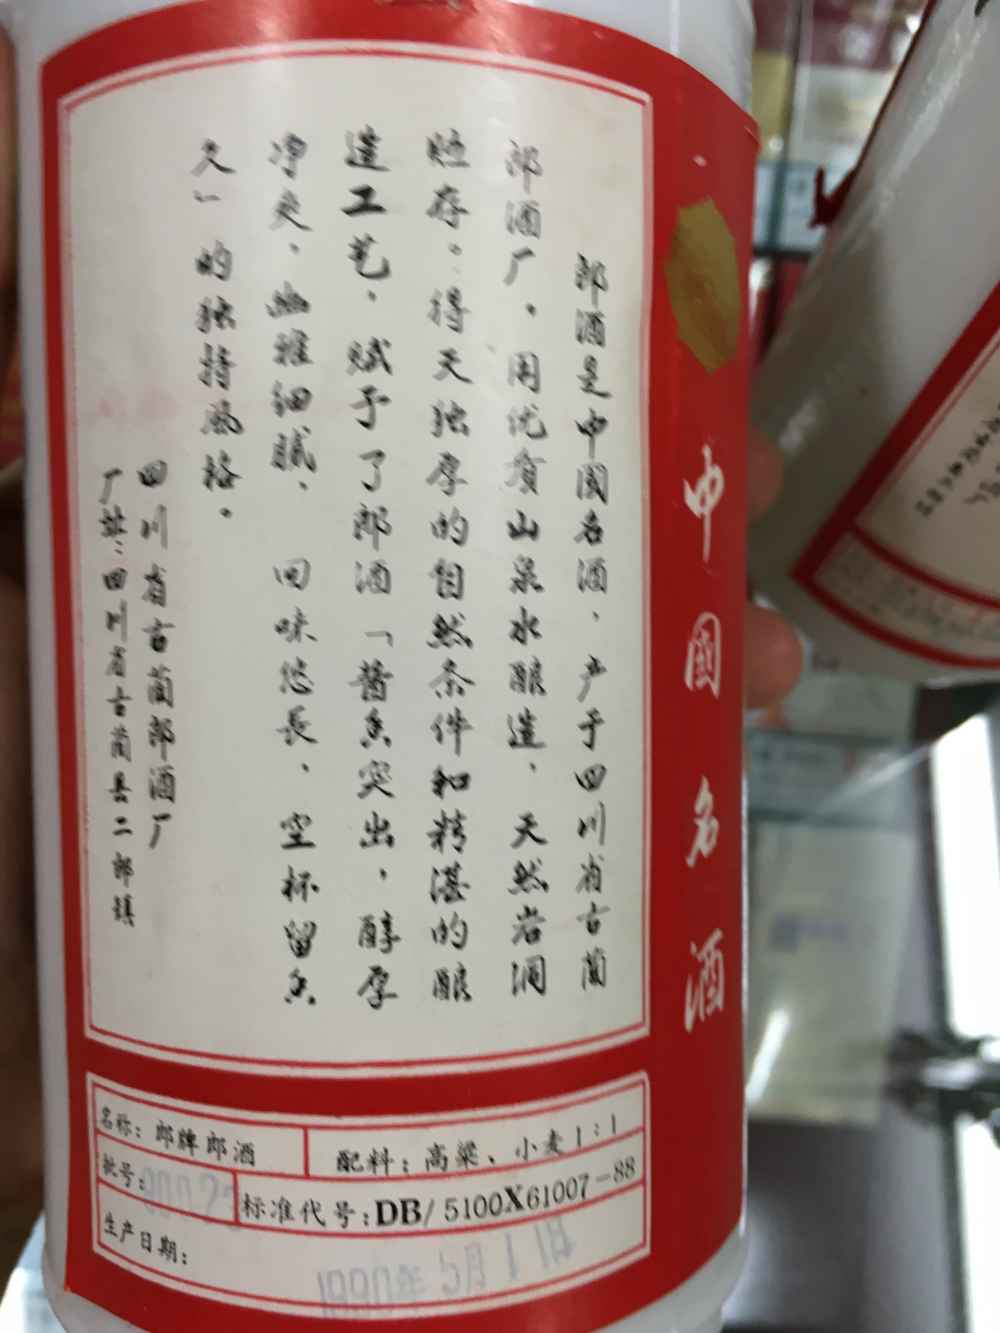 中國名酒
郎酒是中国名酒，产于四川省古蔺
郎酒厂，用优质山泉水酿造，天然岩洞
贮存。得天独厚的自然条件和精湛的酿
造工艺，赋予了郎酒「酱香突出，醇厚
净爽，幽雅细腻，回味悠長，空杯留香
久」的独特风格。
四川省古蔺郎酒厂
厂址：四川省古蔺县二郎镇
名称：郎牌郎酒
配料：高粱、小麦1：1
批号：
标准代号：DB/5100X61007-88
生产日期：
1990年5月11日